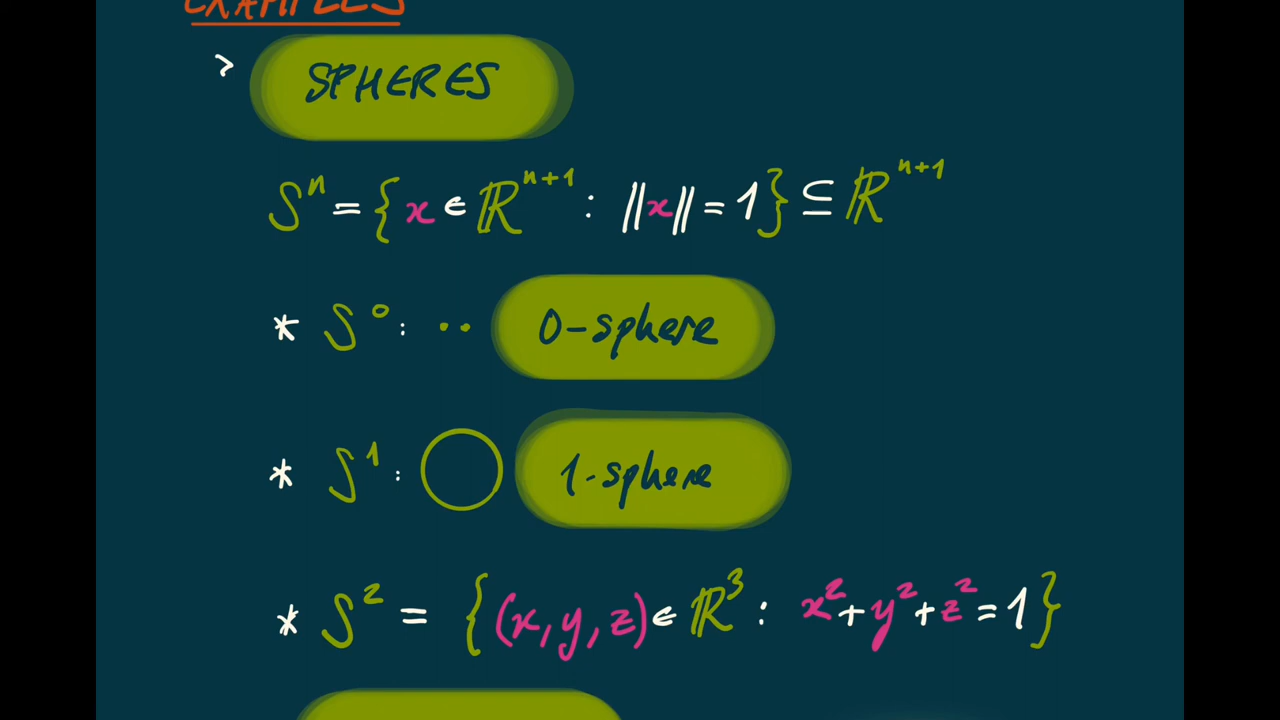 EXAMPLES
> SPHERES
Sⁿ = {x ∈ ℝⁿ⁺¹ : ||x|| = 1} ⊆ ℝⁿ⁺¹
* S⁰ : ·· 0-sphere
* S¹ : 1-sphere
* S² = {(x, y, z) ∈ ℝ³ : x² + y² + z² = 1}